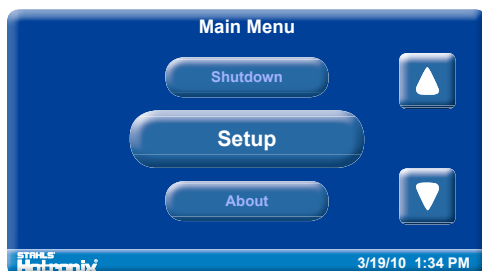 Main Menu
Shutdown
Setup
About
STAHLS'
Hotronix
3/19/10 1:34 PM